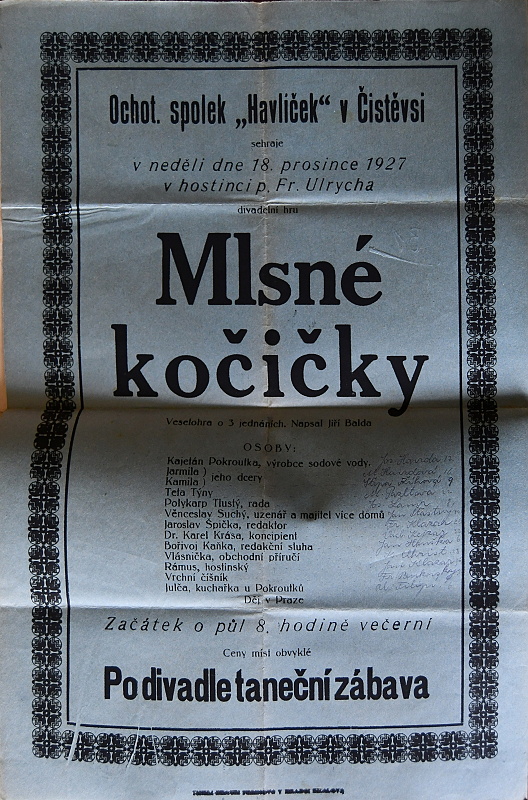 Ochot. spolek „Havlíček“ v Čistěvsi
sehraje
v neděli dne 18. prosince 1927
v hostinci p. Fr. Ulrycha
divadelní hru
Mlsné
kočičky
Veselohra o 3 jednáních. Napsal Jiří Balda
OSOBY:
Kajetán Pokroutka, výrobce sodové vody,
Jarmila )
Kamila ) jeho dcery
Teta Týny
Polykarp Tlustý, rada
Věnceslav Suchý, uzenář a majitel více domů
Jaroslav Špička, redaktor
Dr. Karel Krása, koncipient
Bořivoj Kaňka, redakční sluha
Vlásnička, obchodní příručí
Rámus, hostinský
Vrchní číšník
Julča, kuchařka u Pokroutků
Děj v Praze
Začátek o půl 8. hodině večerní
Ceny míst obvyklé
Po divadle taneční zábava